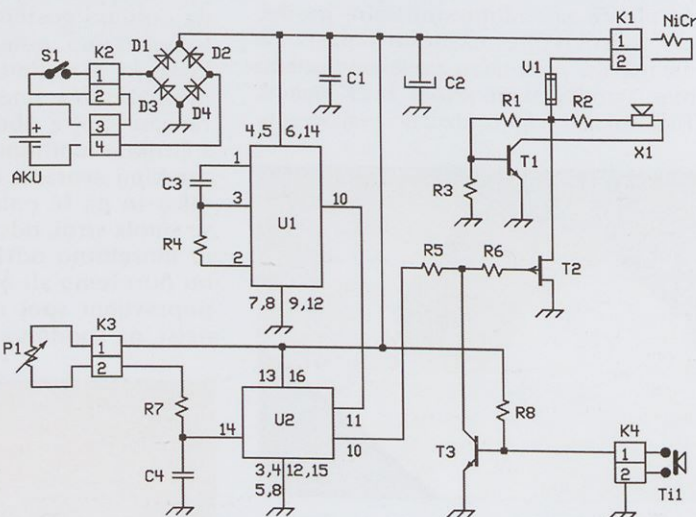 K1
NiCr
1
2
S1
K2
1
2
3
4
D1
D2
D3
D4
C1
C2
V1
R1
R2
X1
AKU
4,5
6,14
1
C3
3
R4
2
U1
10
7,8
9,12
T1
R3
R5
R6
T2
P1
K3
1
2
13
16
R7
14
U2
11
10
R8
C4
3,4
12,15
5,8
T3
K4
1
2
Ti1